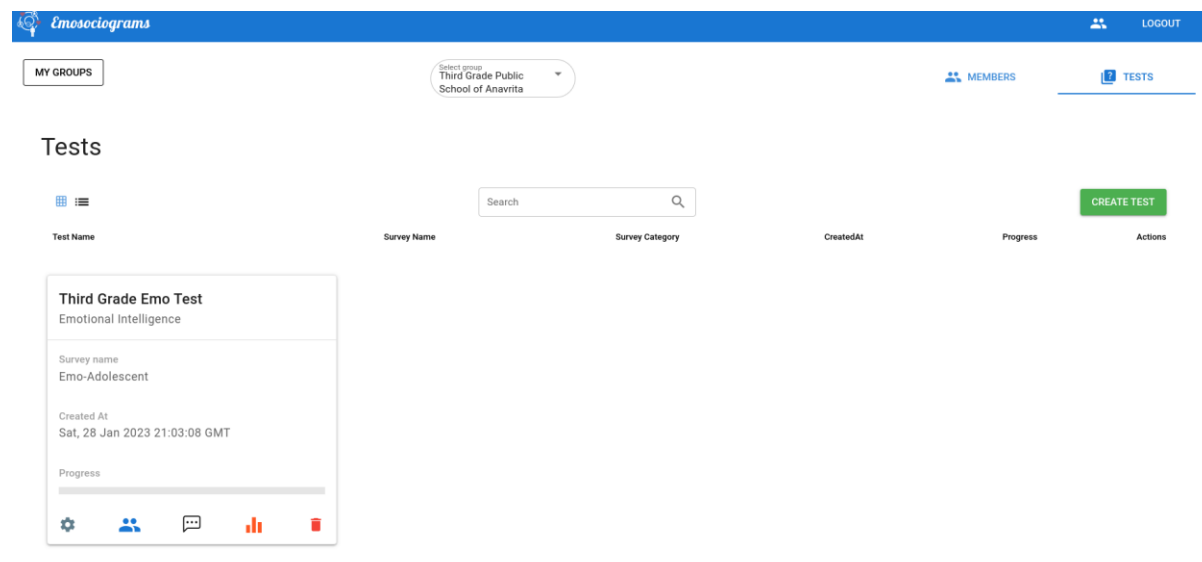 Emosociograms
LOGOUT
MY GROUPS
Select group
Third Grade Public
School of Anavrita
MEMBERS
TESTS
Tests
Search
CREATE TEST
Test Name
Survey Name
Survey Category
CreatedAt
Progress
Actions
Third Grade Emo Test
Emotional Intelligence
Survey name
Emo-Adolescent
Created At
Sat, 28 Jan 2023 21:03:08 GMT
Progress